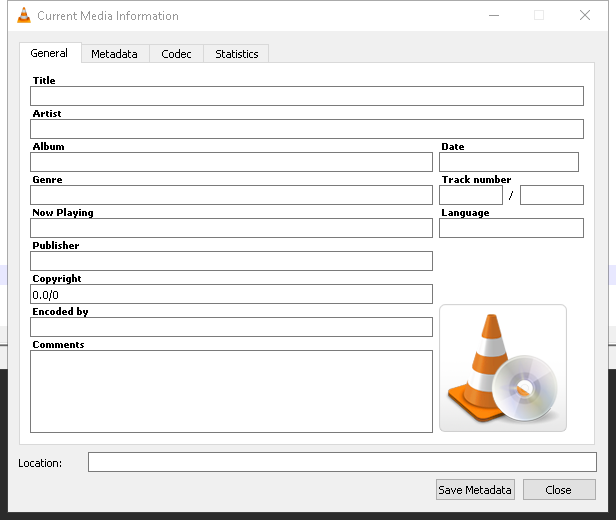 Current Media Information
General Metadata Codec Statistics
Title
Artist
Album Date
Genre Track number
/
Now Playing Language
Publisher
Copyright
0.0/0
Encoded by
Comments
Location:
Save Metadata Close